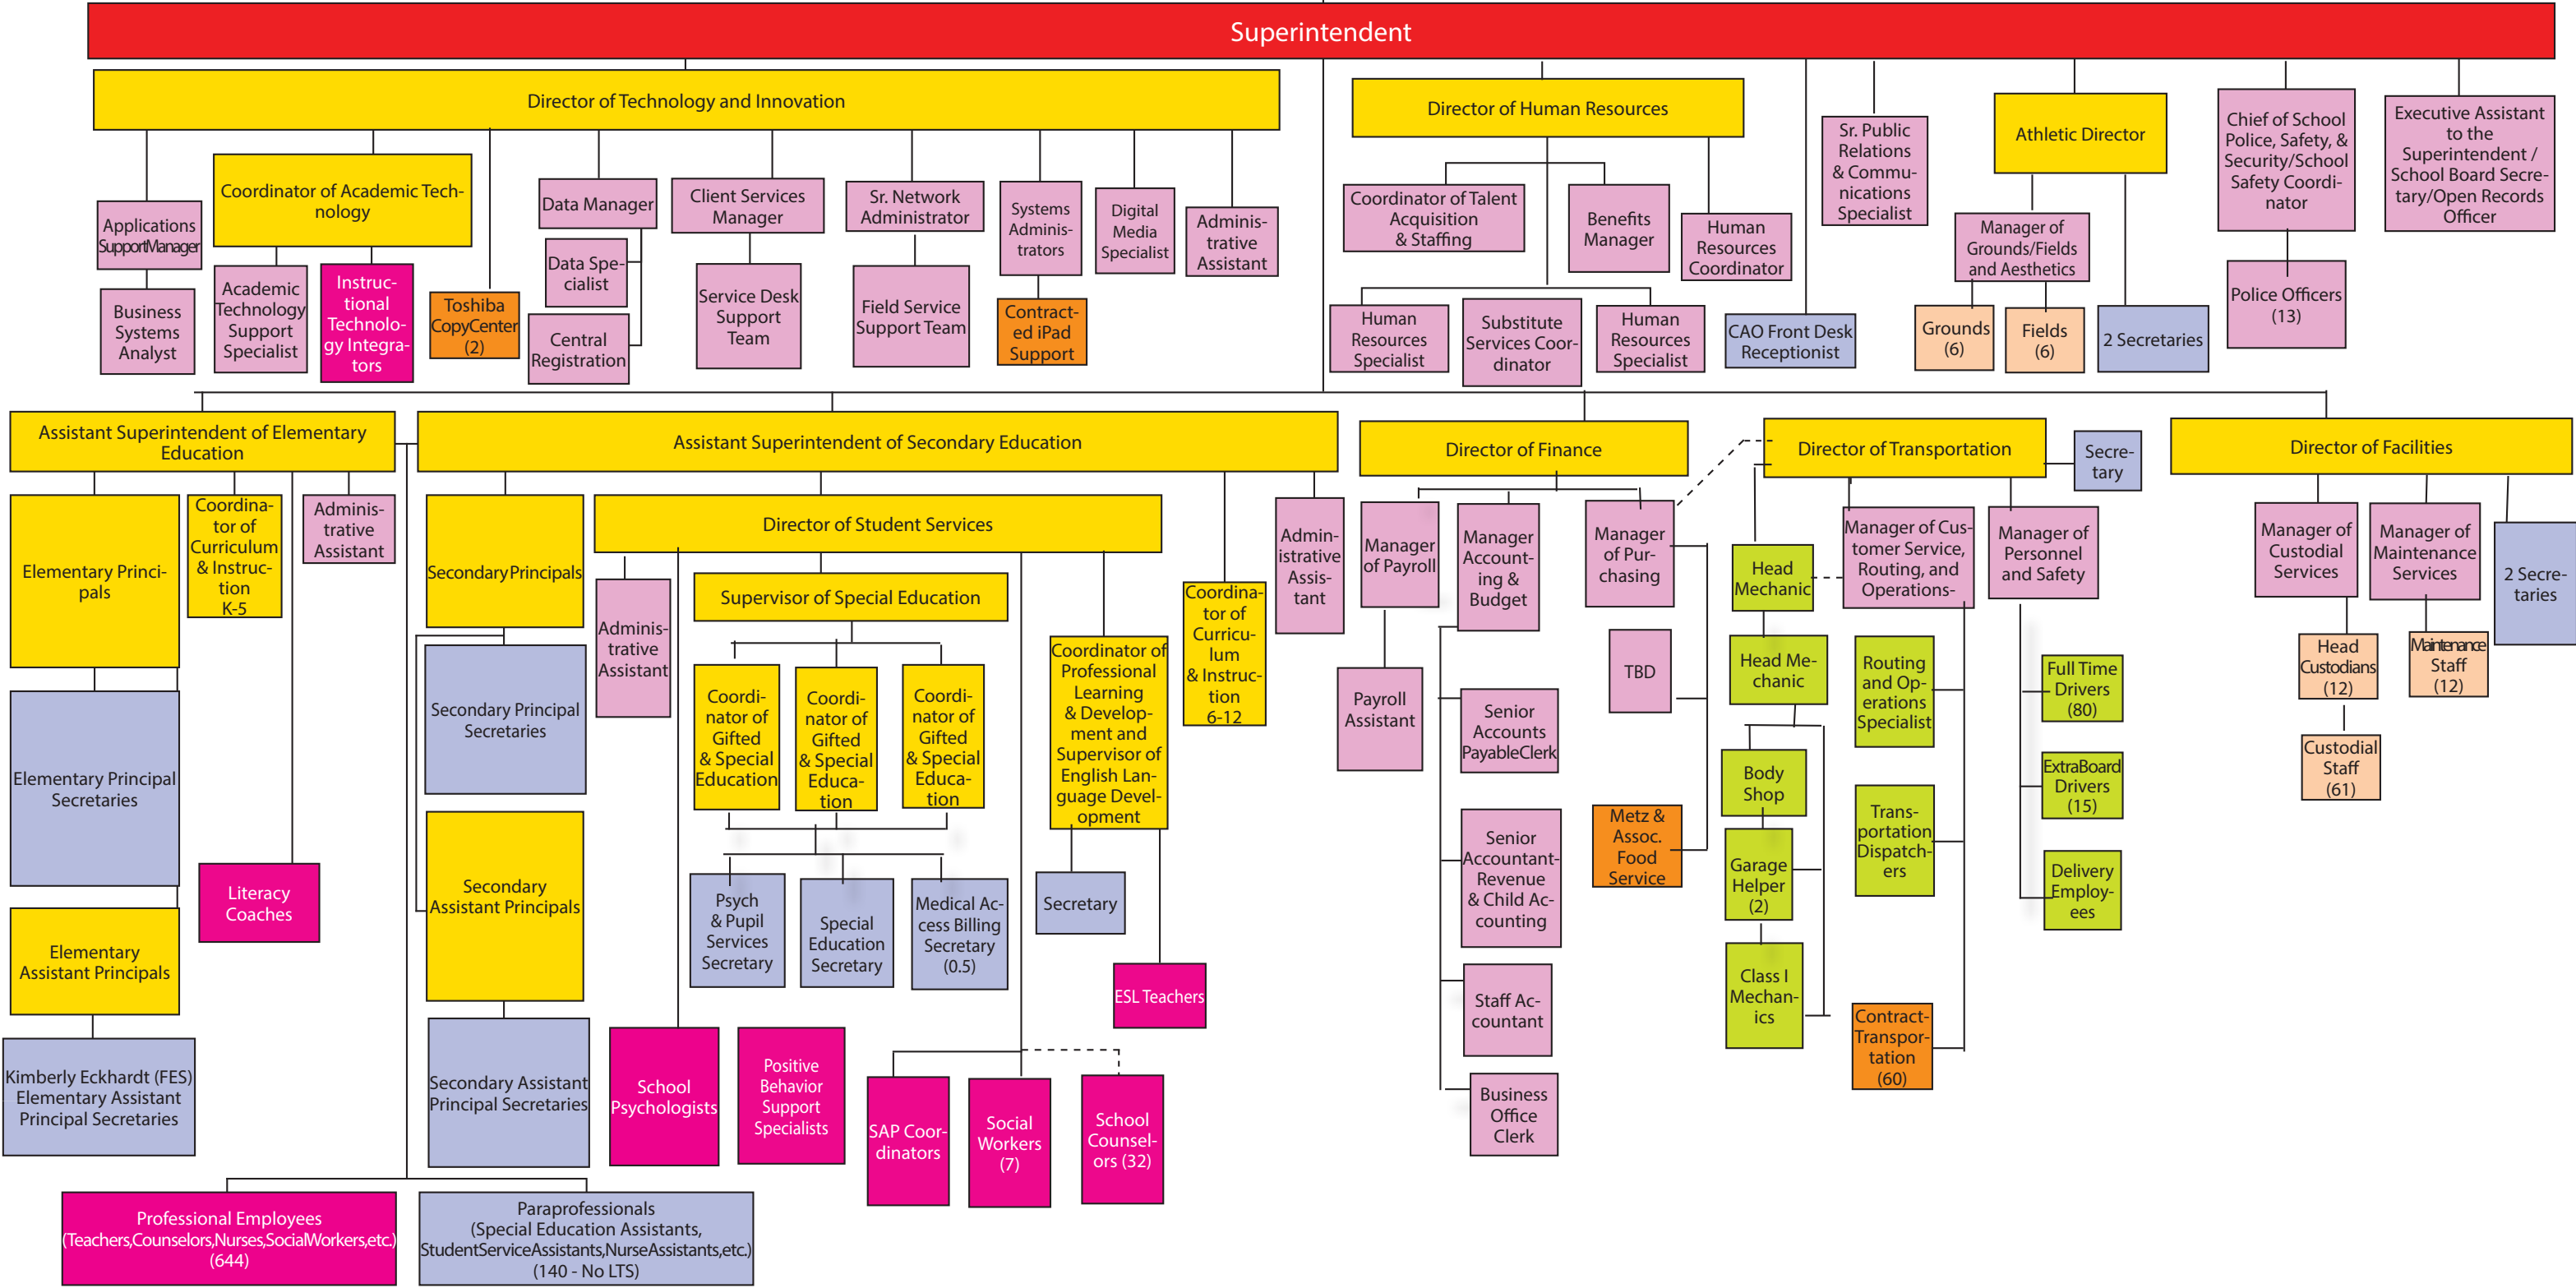 Superintendent
Director of Technology and Innovation
Director of Human Resources
Athletic Director
Sr. Public
Relations
& Commu-
nications
Specialist
Chief of School
Police, Safety, &
Security/School
Safety Coordi-
nator
Executive Assistant
to the
Superintendent /
School Board Secre-
tary/Open Records
Officer
Applications
SupportManager
Coordinator of Academic Tech-
nology
Data Manager
Client Services
Manager
Sr. Network
Administrator
Systems
Adminis-
trators
Digital
Media
Specialist
Adminis-
trative
Assistant
Coordinator of Talent
Acquisition
& Staffing
Benefits
Manager
Human
Resources
Coordinator
Manager of
Grounds/Fields
and Aesthetics
Business
Systems
Analyst
Academic
Technology
Support
Specialist
Instruc-
tional
Technolo-
gy Integra-
tors
Toshiba
CopyCenter
(2)
Data Spe-
cialist
Central
Registration
Service Desk
Support
Team
Field Service
Support Team
Contract-
ed iPad
Support
Human
Resources
Specialist
Substitute
Services Coor-
dinator
Human
Resources
Specialist
CAO Front Desk
Receptionist
Grounds
(6)
Fields
(6)
2 Secretaries
Police Officers
(13)
Assistant Superintendent of Elementary
Education
Assistant Superintendent of Secondary Education
Director of Finance
Director of Transportation
Secre-
tary
Director of Facilities
Elementary Princi-
pals
Coordina-
tor of
Curriculum
& Instruc-
tion
K-5
Adminis-
trative
Assistant
Secondary Principals
Director of Student Services
Admin-
istrative
Assis-
tant
Manager
of Payroll
Manager
Account-
ing &
Budget
Manager
of Pur-
chasing
Head
Mechanic
Manager of Cus-
tomer Service,
Routing, and
Operations-
Manager of
Personnel
and Safety
Manager of
Custodial
Services
Manager of
Maintenance
Services
2 Secre-
taries
Adminis-
trative
Assistant
Supervisor of Special Education
Coordina-
tor of
Curricu-
lum
& Instruc-
tion
6-12
Elementary Principal
Secretaries
Secondary Principal
Secretaries
Coordi-
nator of
Gifted
& Special
Education
Coordi-
nator of
Gifted
& Special
Educa-
tion
Coordi-
nator of
Gifted
& Special
Educa-
tion
Coordinator of
Professional
Learning
& Develop-
ment and
Supervisor of
English Lan-
guage Devel-
opment
Payroll
Assistant
Senior
Accounts
PayableClerk
TBD
Head Me-
chanic
Routing
and Op-
erations
Specialist
Full Time
Drivers
(80)
Head
Custodians
(12)
Maintenance
Staff
(12)
Custodial
Staff
(61)
Body
Shop
ExtraBoard
Drivers
(15)
Literacy
Coaches
Elementary
Assistant Principals
Secondary
Assistant Principals
Psych
& Pupil
Services
Secretary
Special
Education
Secretary
Medical Ac-
cess Billing
Secretary
(0.5)
Secretary
Senior
Accountant-
Revenue
& Child Ac-
counting
Metz &
Assoc.
Food
Service
Garage
Helper
(2)
Trans-
portation
Dispatch-
ers
Delivery
Employ-
ees
ESL Teachers
Staff Ac-
countant
Class I
Mechan-
ics
Contract-
Transpor-
tation
(60)
Kimberly Eckhardt (FES)
Elementary Assistant
Principal Secretaries
Secondary Assistant
Principal Secretaries
School
Psychologists
Positive
Behavior
Support
Specialists
SAP Coor-
dinators
Social
Workers
(7)
School
Counsel-
ors (32)
Business
Office
Clerk
Professional Employees
(Teachers,Counselors,Nurses,SocialWorkers,etc.)
(644)
Paraprofessionals
(Special Education Assistants,
StudentServiceAssistants,NurseAssistants,etc.)
(140 - No LTS)